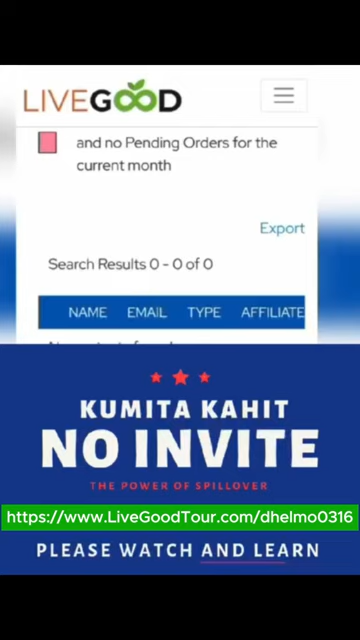 LIVEGOOD
and no Pending Orders for the
current month
Export
Search Results 0 - 0 of 0
NAME EMAIL TYPE AFFILIATE
KUMITA KAHIT
NO INVITE
THE POWER OF SPILLOVER
https://www.LiveGoodTour.com/dhelmo0316
PLEASE WATCH AND LEARN